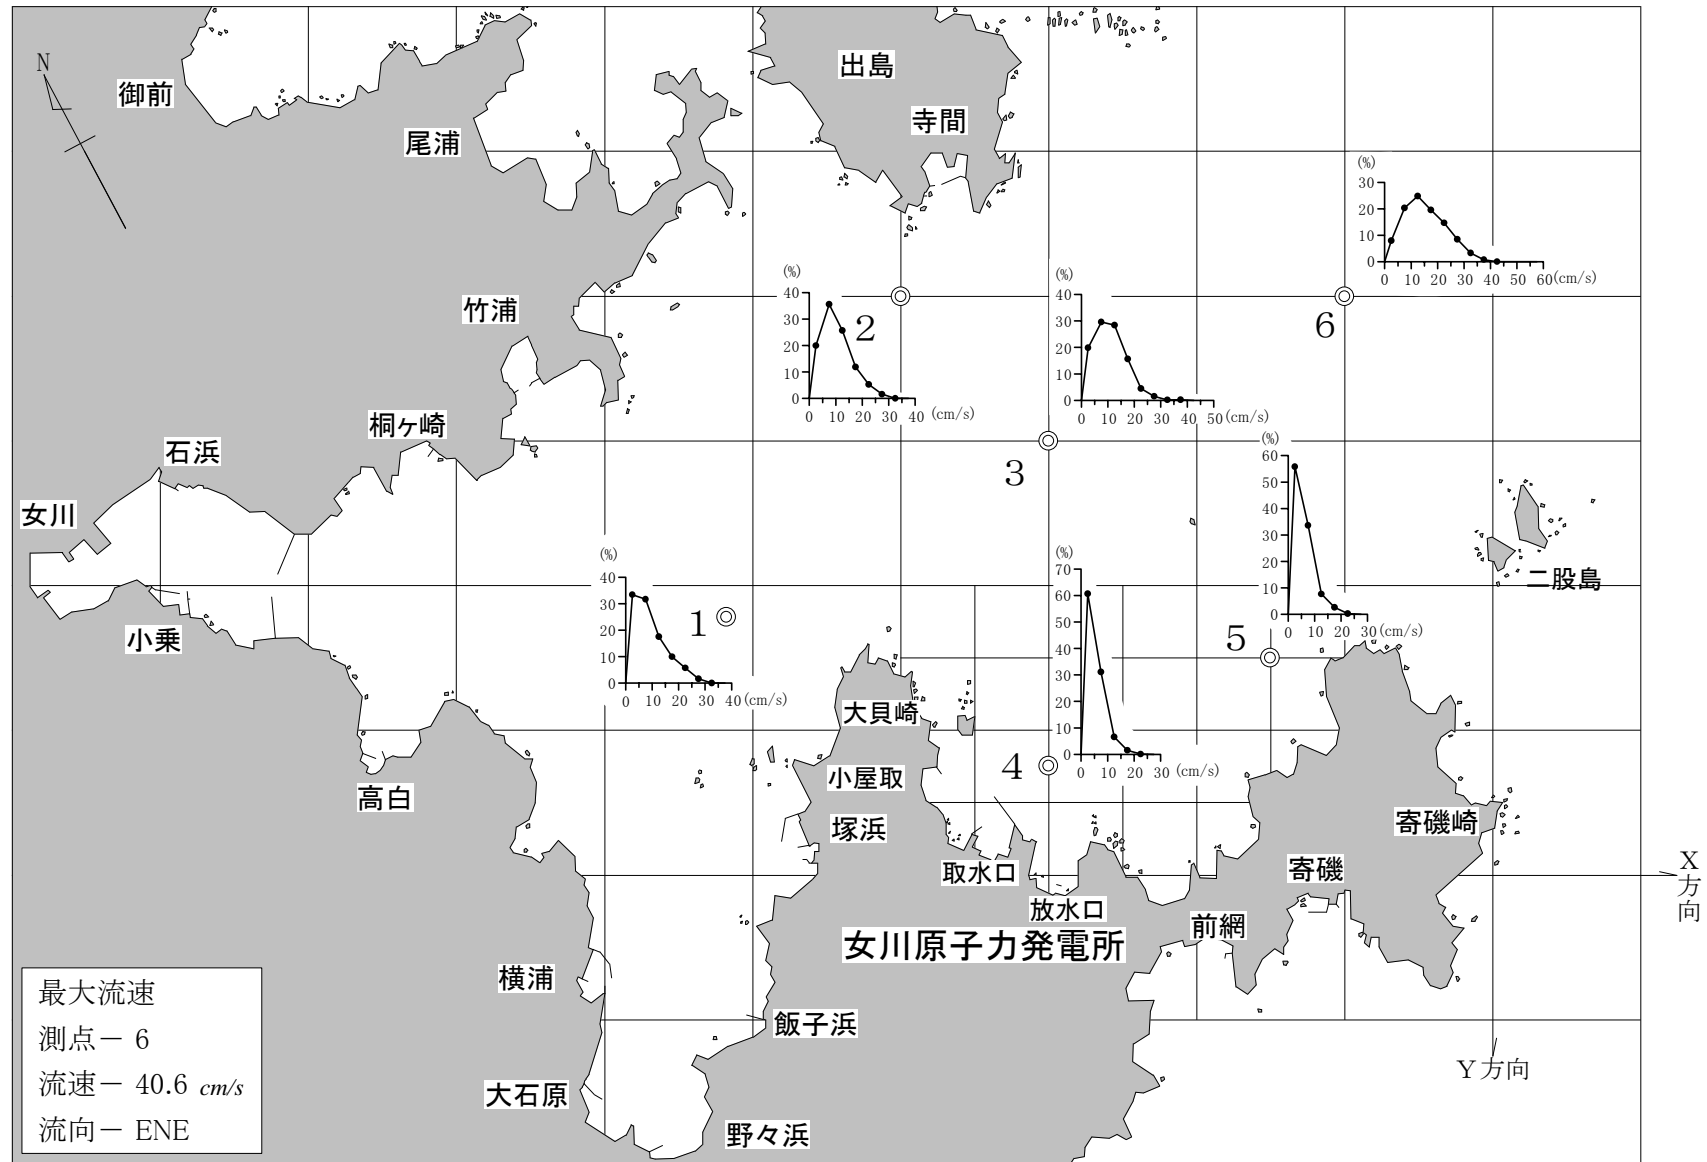 N
御前
尾浦
出島
寺間
(%)
30
20
10
0
0 10 20 30 40 50 60(cm/s)
6
竹浦
(%)
40
30
20
10
0
0 10 20 30 40 (cm/s)
2
(%)
40
30
20
10
0
0 10 20 30 40 50 (cm/s)
3
桐ヶ崎
石浜
女川
(%)
60
50
40
30
20
10
0
0 10 20 30(cm/s)
5
二股島
(%)
40
30
20
10
0
0 10 20 30 40(cm/s)
1
(%)
70
60
50
40
30
20
10
0
0 10 20 30 (cm/s)
4
小乗
大貝崎
小屋取
高白
塚浜
寄磯崎
取水口
寄磯
X方向
放水口
前網
女川原子力発電所
横浦
飯子浜
Y方向
大石原
野々浜
最大流速
測点－ 6
流速－ 40.6 cm/s
流向－ ENE